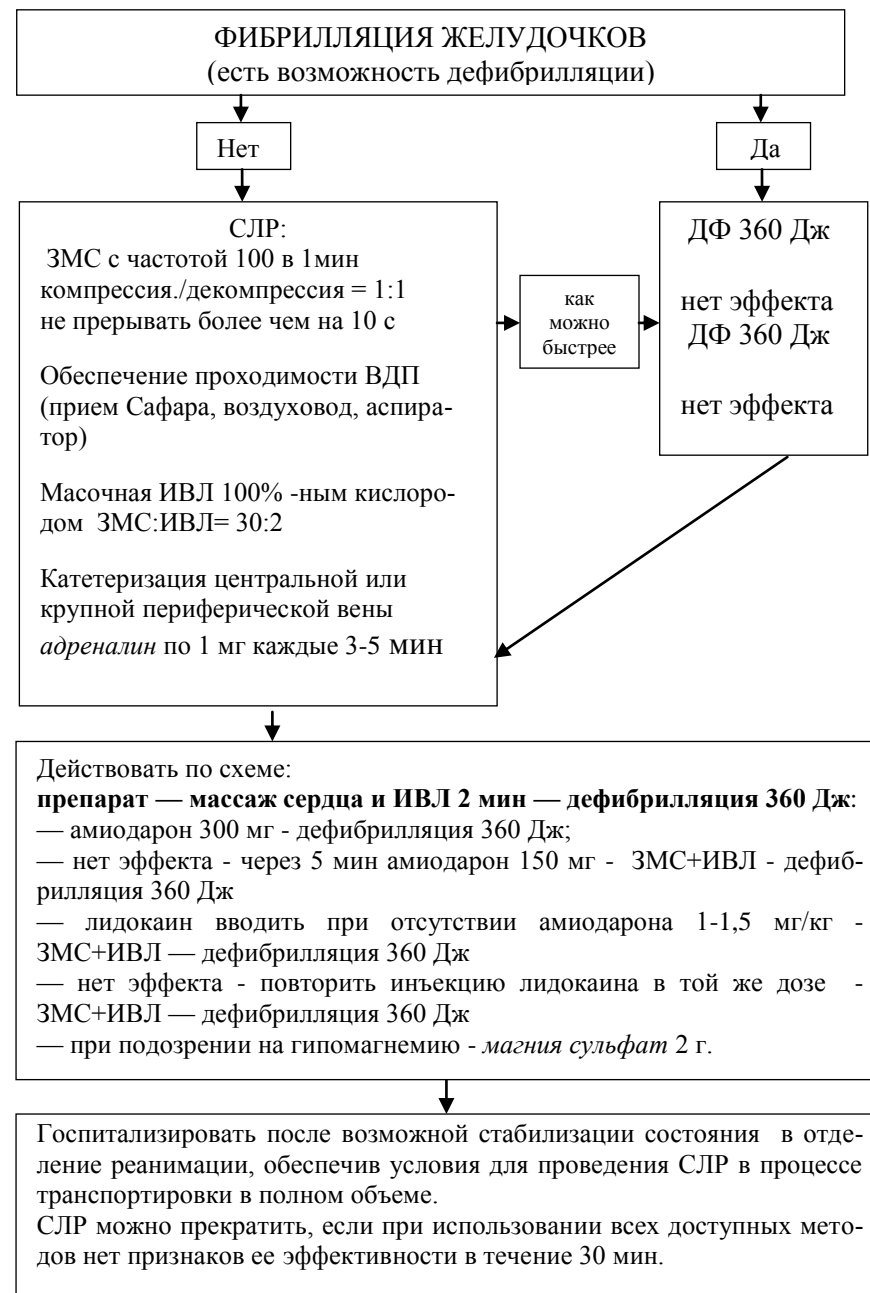 ФИБРИЛЛЯЦИЯ ЖЕЛУДОЧКОВ
(есть возможность дефибрилляции)
Нет
Да
СЛР:
ЗМС с частотой 100 в 1мин
компрессия./декомпрессия = 1:1
не прерывать более чем на 10 с
Обеспечение проходимости ВДП
(прием Сафара, воздуховод, аспира-
тор)
Масочная ИВЛ 100% -ным кислоро-
дом ЗМС:ИВЛ= 30:2
Катетеризация центральной или
крупной периферической вены
адреналин по 1 мг каждые 3-5 мин
как
можно
быстрее
ДФ 360 Дж
нет эффекта
ДФ 360 Дж
нет эффекта
Действовать по схеме:
препарат — массаж сердца и ИВЛ 2 мин — дефибрилляция 360 Дж:
— амиодарон 300 мг - дефибрилляция 360 Дж;
— нет эффекта - через 5 мин амиодарон 150 мг - ЗМС+ИВЛ - дефиб-
рилляция 360 Дж
— лидокаин вводить при отсутствии амиодарона 1-1,5 мг/кг -
ЗМС+ИВЛ — дефибрилляция 360 Дж
— нет эффекта - повторить инъекцию лидокаина в той же дозе -
ЗМС+ИВЛ — дефибрилляция 360 Дж
— при подозрении на гипомагнемию - магния сульфат 2 г.
Госпитализировать после возможной стабилизации состояния в отде-
ление реанимации, обеспечив условия для проведения СЛР в процессе
транспортировки в полном объеме.
СЛР можно прекратить, если при использовании всех доступных мето-
дов нет признаков ее эффективности в течение 30 мин.